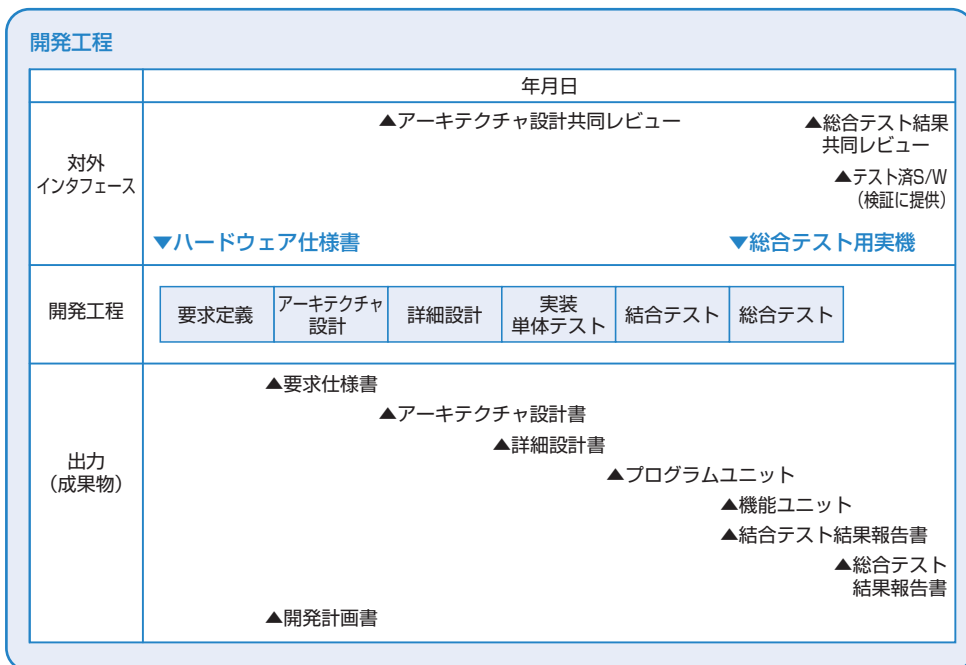 開発工程
年月日
対外
インタフェース
▲アーキテクチャ設計共同レビュー
▲総合テスト結果
共同レビュー
▲テスト済S/W
(検証に提供)
▼ハードウェア仕様書
▼総合テスト用実機
開発工程
要求定義
アーキテクチャ
設計
詳細設計
実装
単体テスト
結合テスト
総合テスト
出力
(成果物)
▲要求仕様書
▲アーキテクチャ設計書
▲詳細設計書
▲プログラムユニット
▲機能ユニット
▲結合テスト結果報告書
▲総合テスト
結果報告書
▲開発計画書